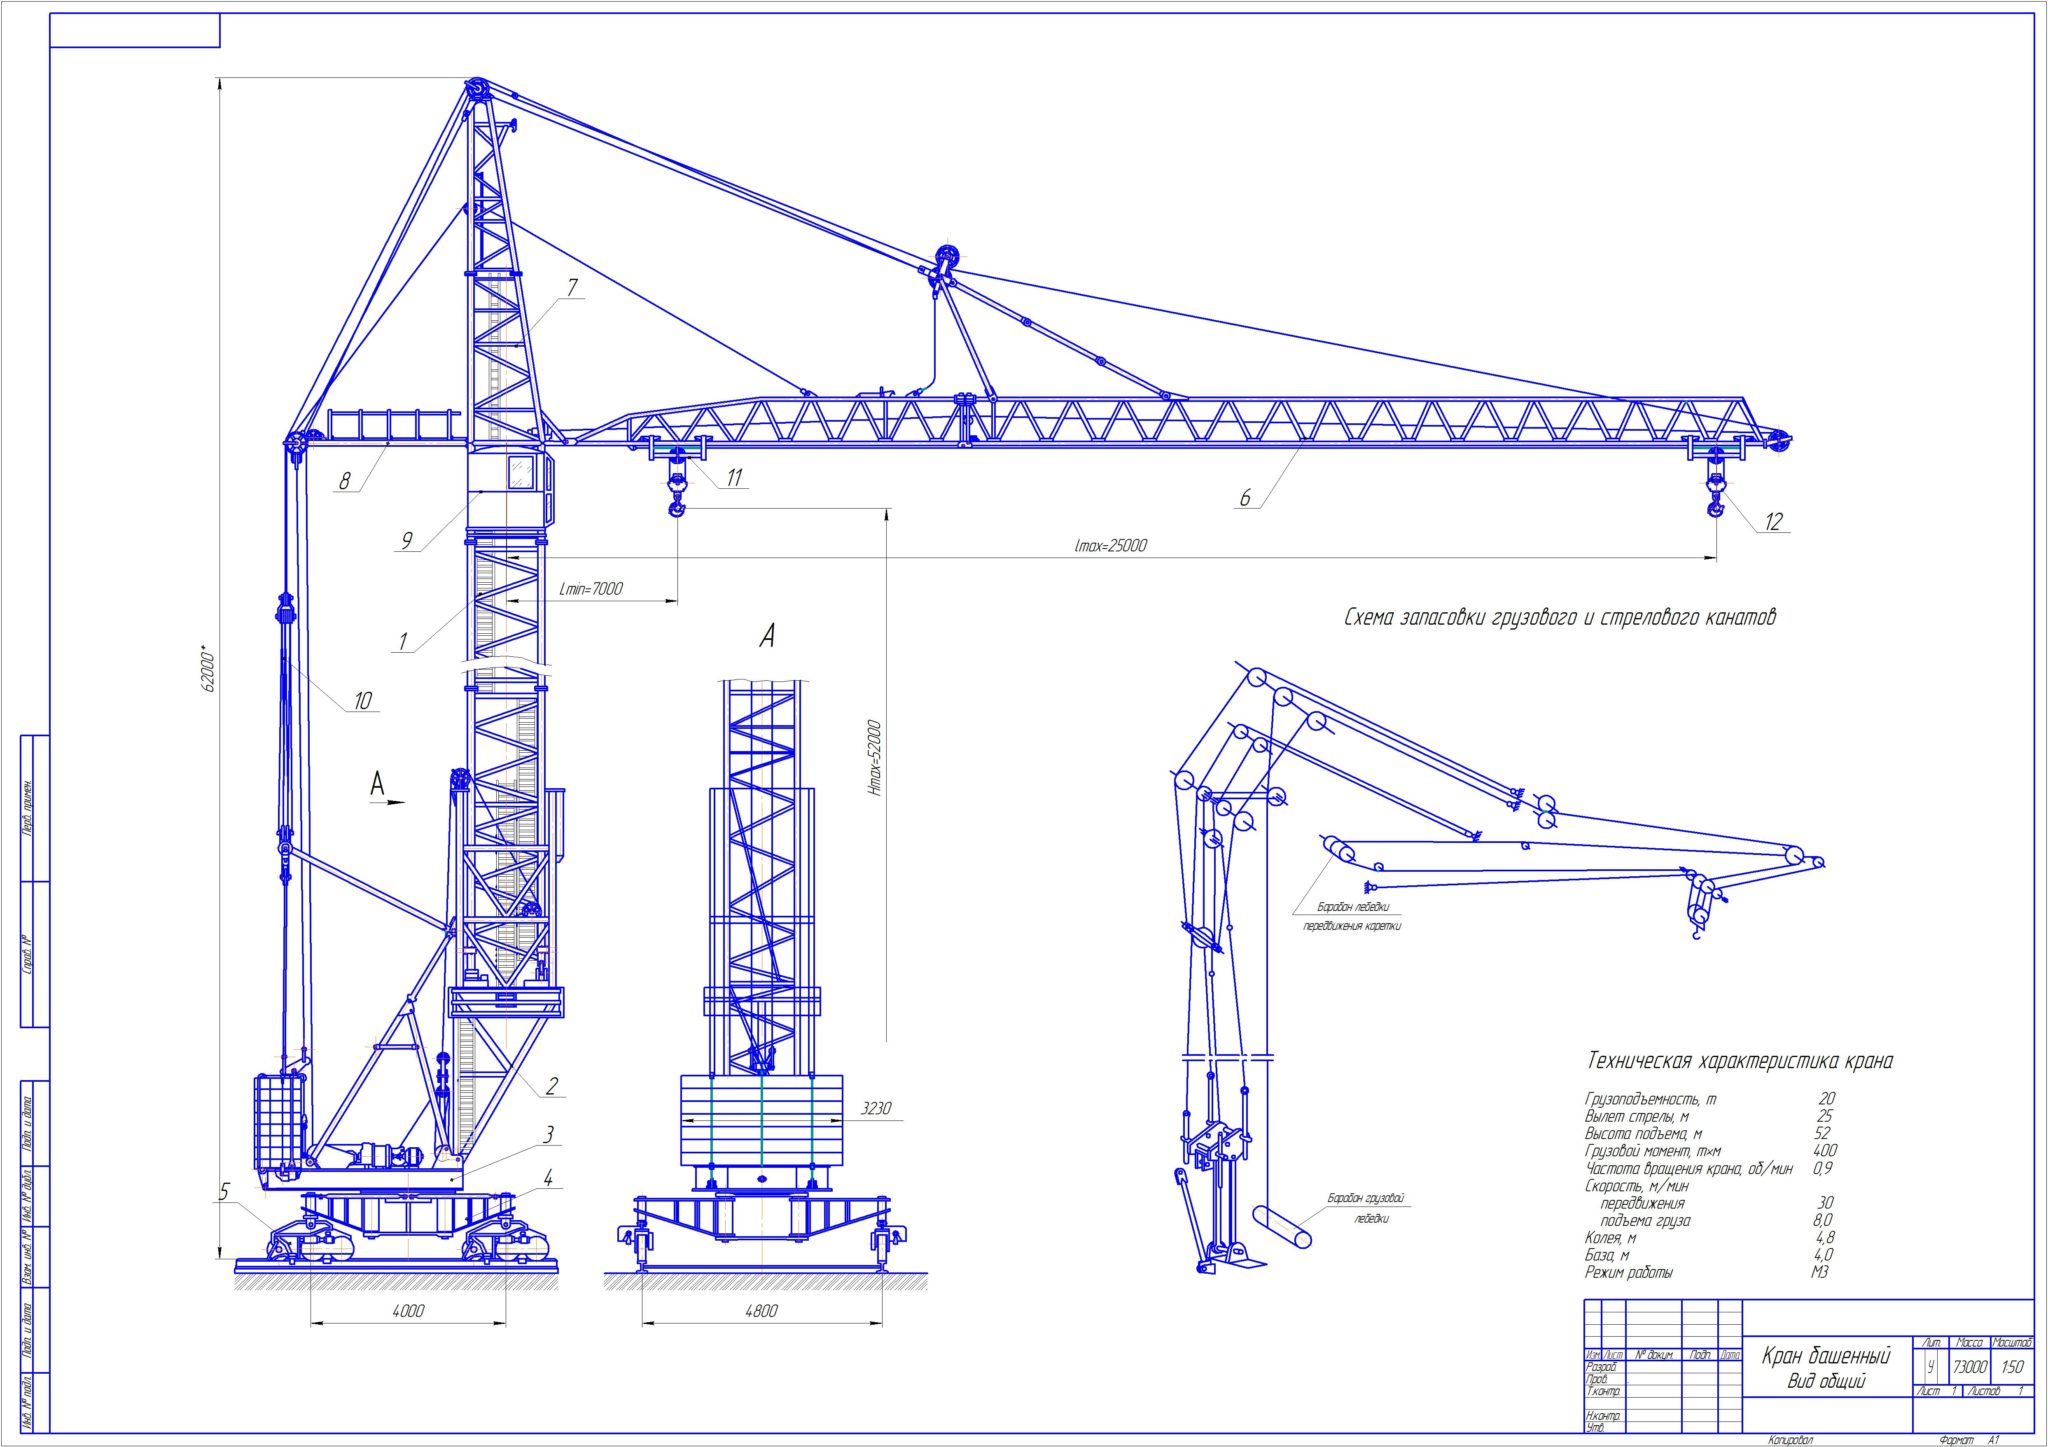 7
8
11
6
9
12
lmax=25000
Lmin=7000
1
62000*
10
А
А
Hmax=52000
2
3
4
5
3230
4000
4800
Схема запасовки грузового и стрелового канатов
Барабан лебедки
передвижения каретки
Барабан грузовой
лебедки
Техническая характеристика крана
Грузоподъемность, т 20
Вылет стрелы, м 25
Высота подъема, м 52
Грузовой момент, т×м 400
Частота вращения крана, об/мин 0,9
Скорость, м/мин
передвижения 30
подъема груза 8,0
Колея, м 4,8
База, м 4,0
Режим работы М3
Перв. примен.
Справ. №
Подп. и дата
Инв. № дубл.
Взам. инв. №
Подп. и дата
Инв. № подл.
Изм. Лист № докум. Подп. Дата
Разраб.
Пров.
Т.контр.
Н.контр.
Утв.
Кран башенный
Вид общий
Лит. Масса Масштаб
У 73000 1:50
Лист 1 Листов 1
Копировал Формат А1